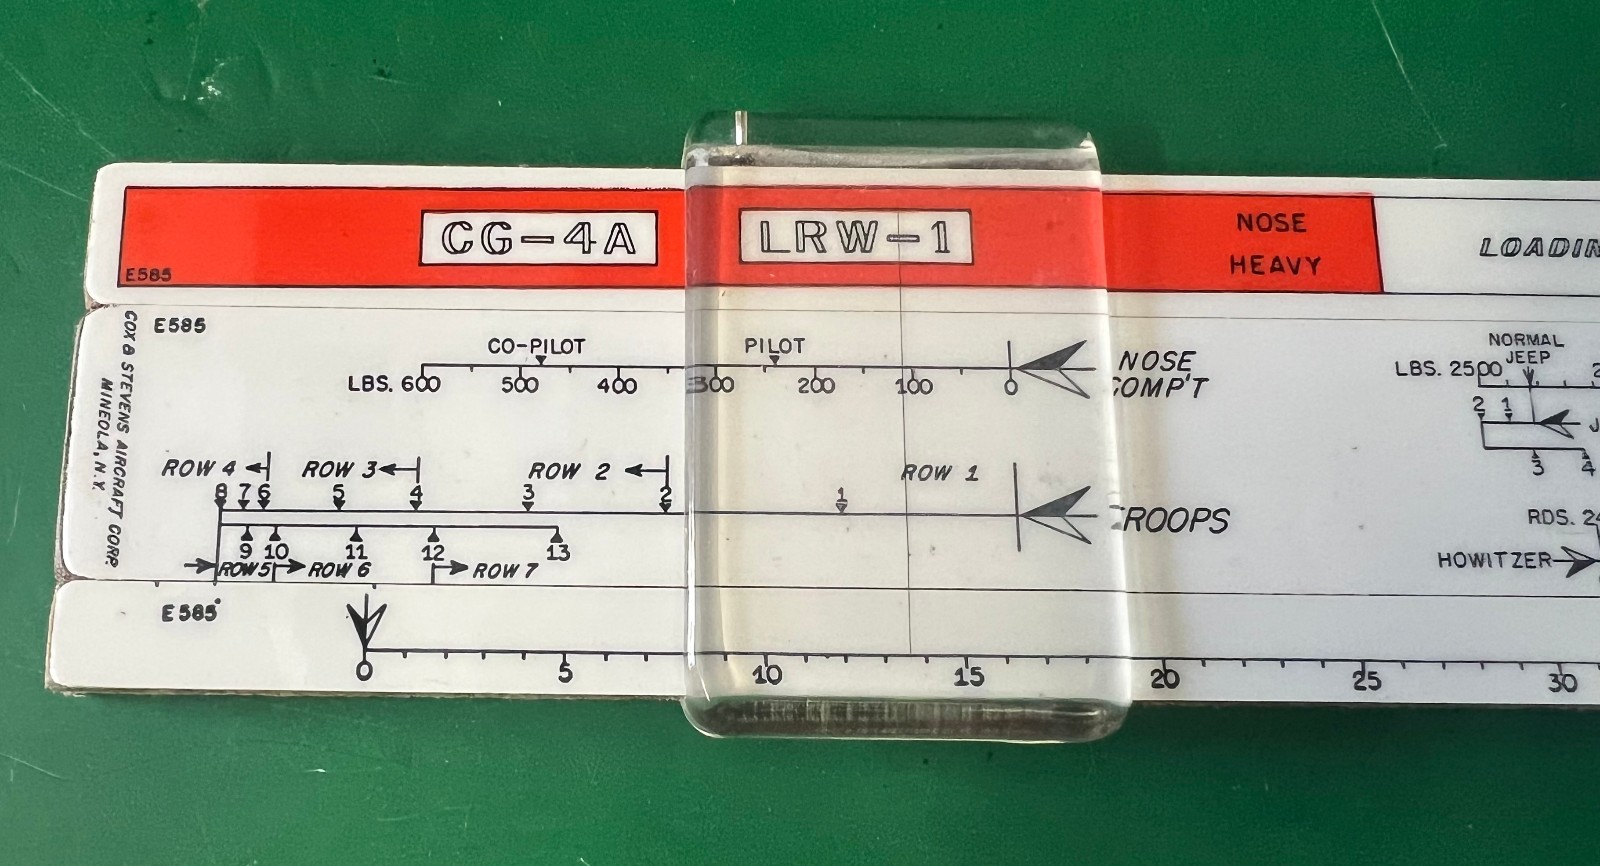 CG-4A LRW-1 NOSE
HEAVY LOADIN
E585
E585
COX & STEVENS AIRCRAFT CORP.
MINEOLA, N.Y.
CO-PILOT PILOT
LBS. 600 500 400 300 200 100 0
NOSE
COMP'T
NORMAL
JEEP
LBS. 2500 2
2 1 J
3 4
ROW 4 ROW 3 ROW 2 ROW 1
8 7 6 5 4 3 2 1
TROOPS
9 10 11 12 13
ROW 5 ROW 6 ROW 7
RDS. 24
HOWITZER
E585
0 5 10 15 20 25 30